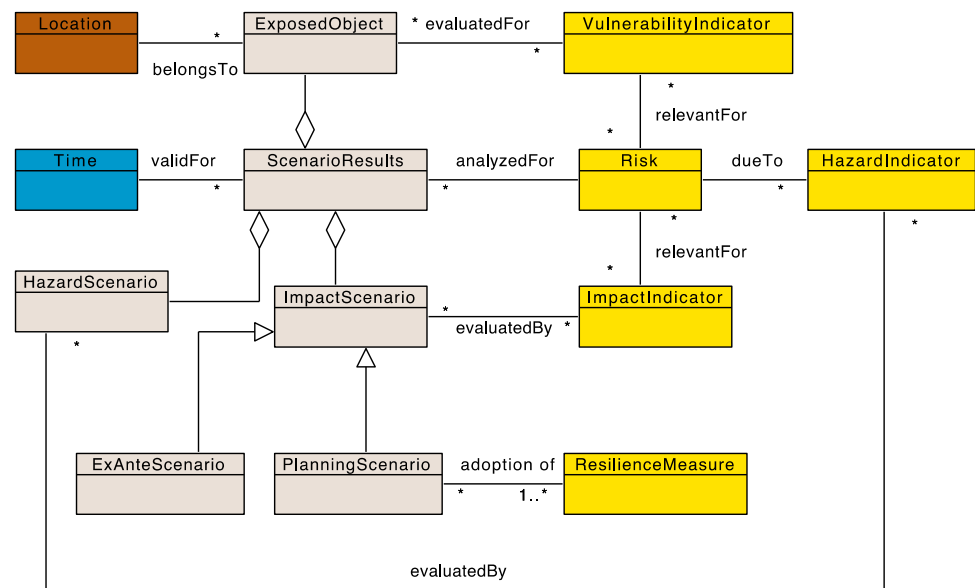 Location
ExposedObject
* evaluatedFor
VulnerabilityIndicator
*
*
belongsTo
*
relevantFor
*
Time
validFor
ScenarioResults
analyzedFor
Risk
dueTo
HazardIndicator
*
*
*
*
*
relevantFor
*
HazardScenario
ImpactScenario
ImpactIndicator
*
*
evaluatedBy
*
ExAnteScenario
PlanningScenario
adoption of
ResilienceMeasure
*
1..*
evaluatedBy